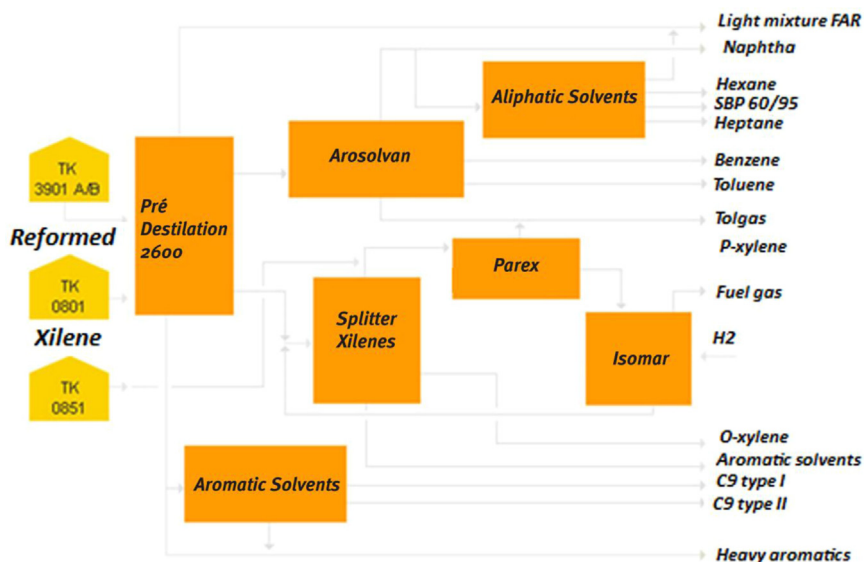 Light mixture FAR
Naphtha
Aliphatic Solvents
Hexane
SBP 60/95
Heptane
TK
3901 A/B
Reformed
Pré
Destilation
2600
Arosolvan
Benzene
Toluene
Tolgas
P-xylene
TK
0801
Xilene
TK
0851
Splitter
Xilenes
Parex
Isomar
Fuel gas
H2
O-xylene
Aromatic solvents
Aromatic Solvents
C9 type I
C9 type II
Heavy aromatics